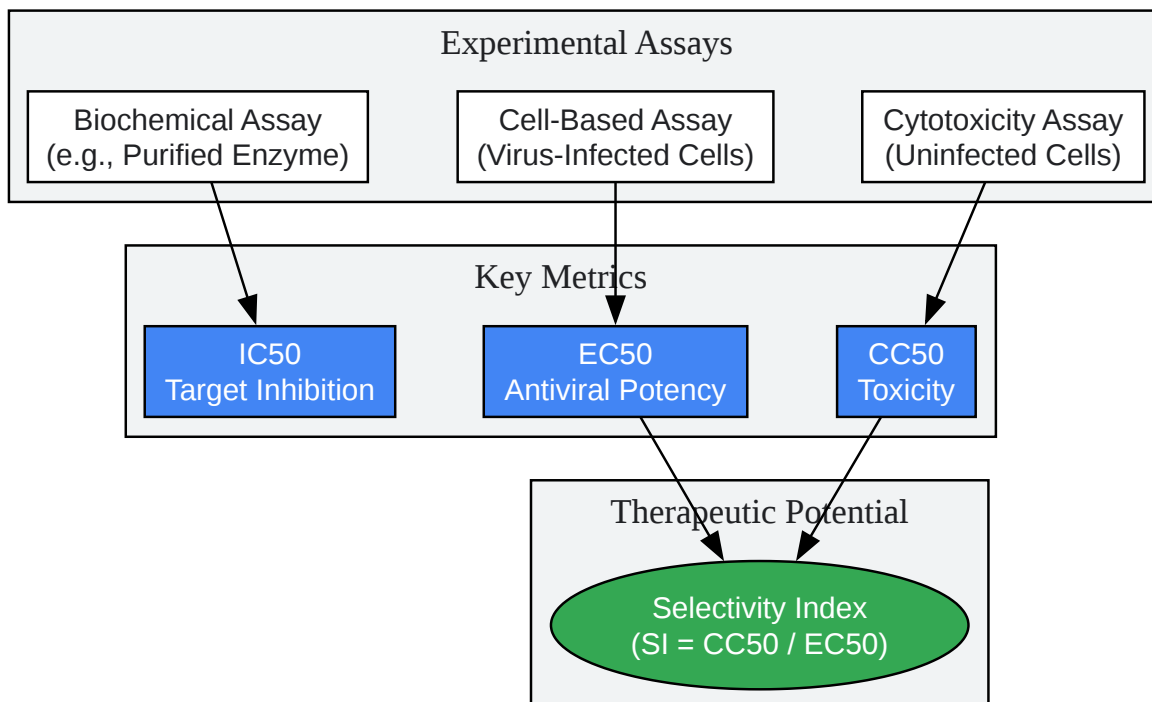 Experimental Assays
Biochemical Assay
(e.g., Purified Enzyme)
Cell-Based Assay
(Virus-Infected Cells)
Cytotoxicity Assay
(Uninfected Cells)
Key Metrics
IC50
Target Inhibition
EC50
Antiviral Potency
CC50
Toxicity
Therapeutic Potential
Selectivity Index
(SI = CC50 / EC50)